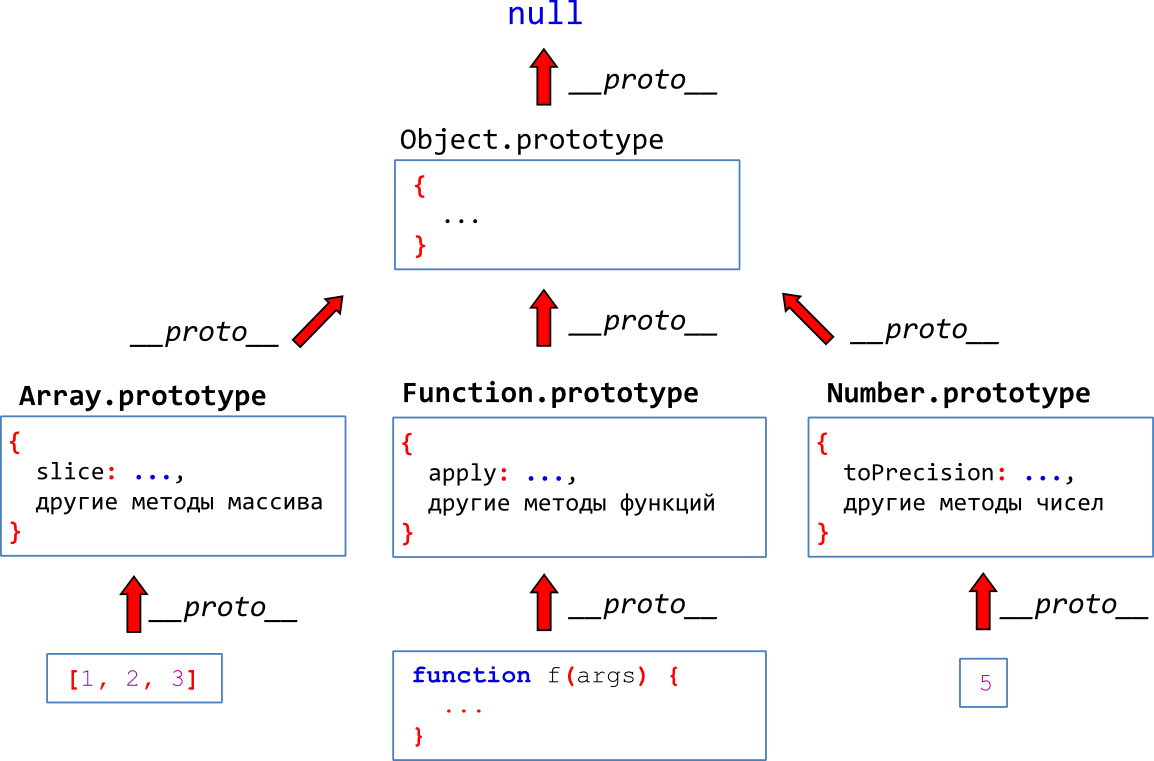 null
__proto__
Object.prototype
{
...
}
__proto__
__proto__
__proto__
Array.prototype
{
slice: ...,
другие методы массива
}
Function.prototype
{
apply: ...,
другие методы функций
}
Number.prototype
{
toPrecision: ...,
другие методы чисел
}
__proto__
__proto__
__proto__
[1, 2, 3]
function f(args) {
...
}
5